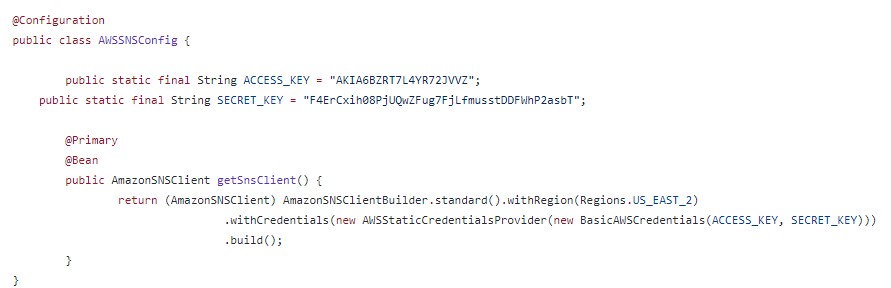 @Configuration
public class AWSSNSConfig {
public static final String ACCESS_KEY = "AKIA6BZRT7L4YR72JVVZ";
public static final String SECRET_KEY = "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";
@Primary
@Bean
public AmazonSNSClient getSnsClient() {
return (AmazonSNSClient) AmazonSNSClientBuilder.standard().withRegion(Regions.US_EAST_2)
.withCredentials(new AWSStaticCredentialsProvider(new BasicAWSCredentials(ACCESS_KEY, SECRET_KEY)))
.build();
}
}